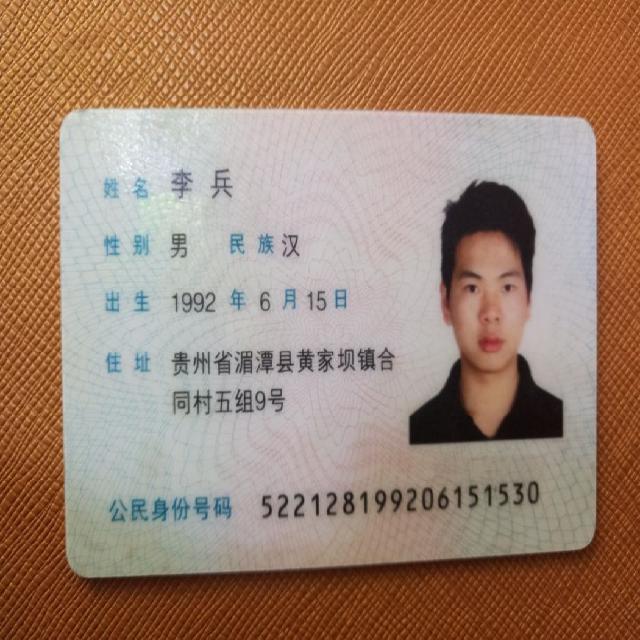 姓名 李兵
性别 男 民族 汉
出生 1992 年 6 月 15 日
住址 贵州省湄潭县黄家坝镇合
同村五组9号
公民身份号码 522128199206151530